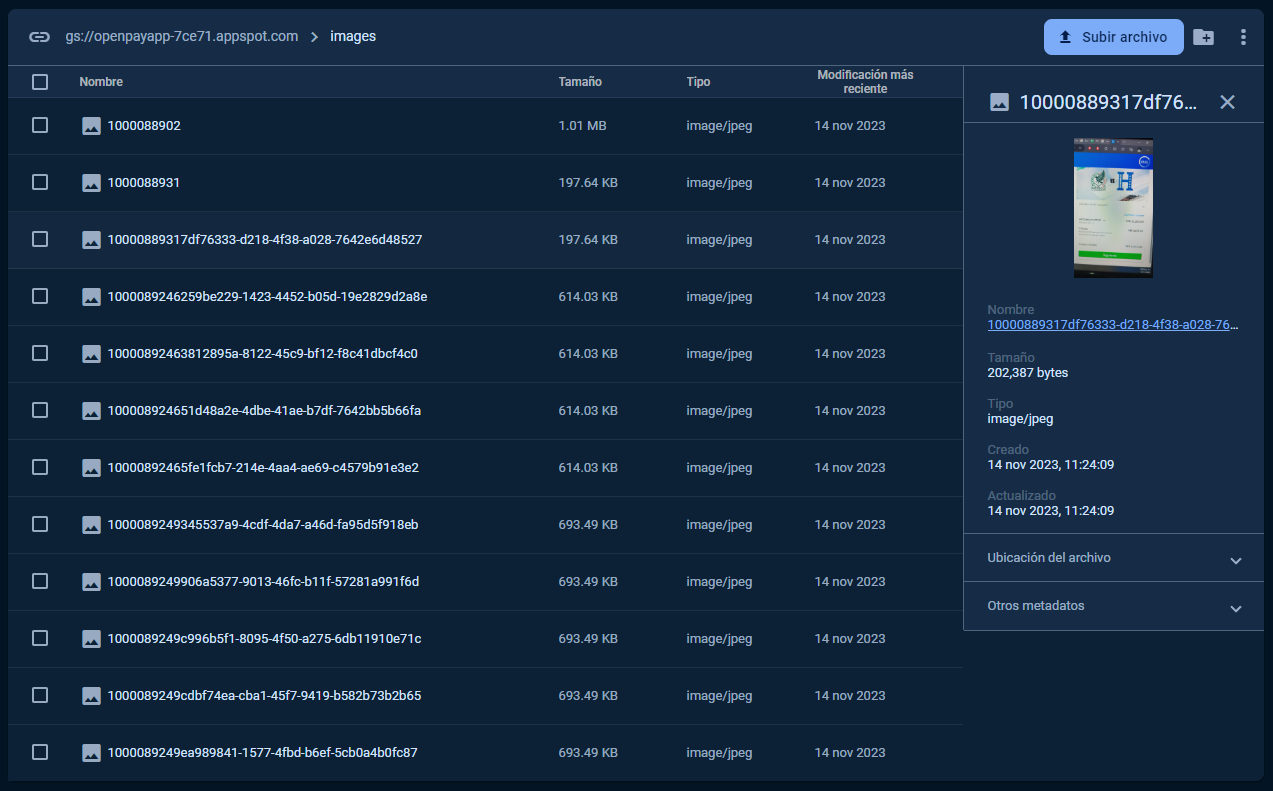 gs://openpayapp-7ce71.appspot.com > images
Subir archivo
Nombre Tamaño Tipo Modificación más reciente
1000088902 1.01 MB image/jpeg 14 nov 2023
1000088931 197.64 KB image/jpeg 14 nov 2023
10000889317df76333-d218-4f38-a028-7642e6d48527 197.64 KB image/jpeg 14 nov 2023
1000089246259be229-1423-4452-b05d-19e2829d2a8e 614.03 KB image/jpeg 14 nov 2023
10000892463812895a-8122-45c9-bf12-f8c41dbcf4c0 614.03 KB image/jpeg 14 nov 2023
100008924651d48a2e-4dbe-41ae-b7df-7642bb5b66fa 614.03 KB image/jpeg 14 nov 2023
10000892465fe1fcb7-214e-4aa4-ae69-c4579b91e3e2 614.03 KB image/jpeg 14 nov 2023
1000089249345537a9-4cdf-4da7-a46d-fa95d5f918eb 693.49 KB image/jpeg 14 nov 2023
1000089249906a5377-9013-46fc-b11f-57281a991f6d 693.49 KB image/jpeg 14 nov 2023
1000089249c996b5f1-8095-4f50-a275-6db11910e71c 693.49 KB image/jpeg 14 nov 2023
1000089249cdbf74ea-cba1-45f7-9419-b582b73b2b65 693.49 KB image/jpeg 14 nov 2023
1000089249ea989841-1577-4fbd-b6ef-5cb0a4b0fc87 693.49 KB image/jpeg 14 nov 2023
10000889317df76...
Nombre
10000889317df76333-d218-4f38-a028-76...
Tamaño
202,387 bytes
Tipo
image/jpeg
Creado
14 nov 2023, 11:24:09
Actualizado
14 nov 2023, 11:24:09
Ubicación del archivo
Otros metadatos